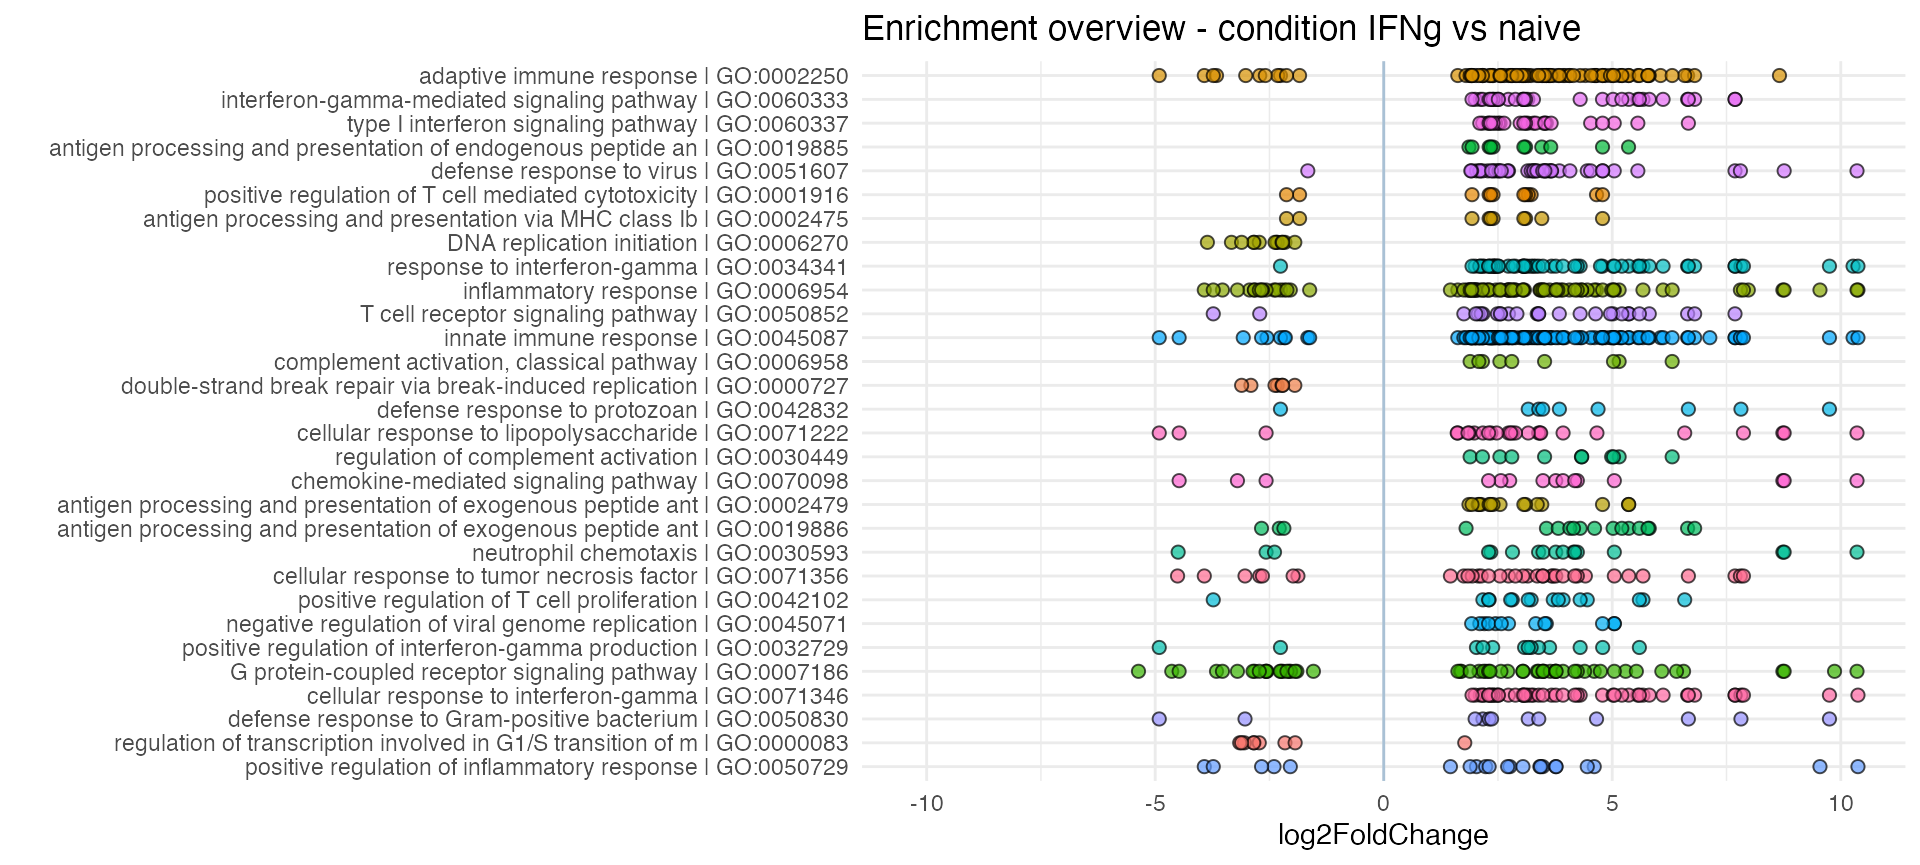 Enrichment overview - condition IFNg vs naive
adaptive immune response | GO:0002250
interferon-gamma-mediated signaling pathway | GO:0060333
type I interferon signaling pathway | GO:0060337
antigen processing and presentation of endogenous peptide an | GO:0019885
defense response to virus | GO:0051607
positive regulation of T cell mediated cytotoxicity | GO:0001916
antigen processing and presentation via MHC class Ib | GO:0002475
DNA replication initiation | GO:0006270
response to interferon-gamma | GO:0034341
inflammatory response | GO:0006954
T cell receptor signaling pathway | GO:0050852
innate immune response | GO:0045087
complement activation, classical pathway | GO:0006958
double-strand break repair via break-induced replication | GO:0000727
defense response to protozoan | GO:0042832
cellular response to lipopolysaccharide | GO:0071222
regulation of complement activation | GO:0030449
chemokine-mediated signaling pathway | GO:0070098
antigen processing and presentation of exogenous peptide ant | GO:0002479
antigen processing and presentation of exogenous peptide ant | GO:0019886
neutrophil chemotaxis | GO:0030593
cellular response to tumor necrosis factor | GO:0071356
positive regulation of T cell proliferation | GO:0042102
negative regulation of viral genome replication | GO:0045071
positive regulation of interferon-gamma production | GO:0032729
G protein-coupled receptor signaling pathway | GO:0007186
cellular response to interferon-gamma | GO:0071346
defense response to Gram-positive bacterium | GO:0050830
regulation of transcription involved in G1/S transition of m | GO:0000083
positive regulation of inflammatory response | GO:0050729
-10 -5 0 5 10
log2FoldChange